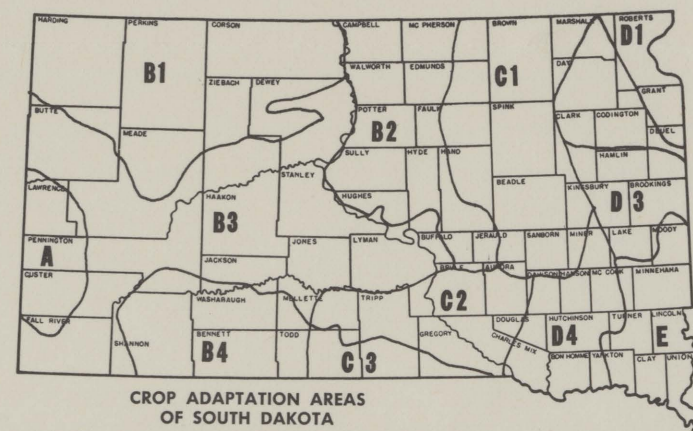 HARDING PERKINS CORSON CAMPBELL MC PHERSON BROWN MARSHALL ROBERTS
D1
WALWORTH EDMUNDS DAY
B1 C1
ZIEBACH DEWEY GRANT
BUTTE POTTER FAULK SPINK CLARK CODINGTON
MEADE B2 DEUEL
SULLY HYDE HAND HAMLIN
STANLEY
LAWRENCE BEADLE KINGSBURY BROOKINGS
HAAKON HUGHES D3
B3
PENNINGTON JONES LYMAN BUFFALO JERAULD SANBORN MINER LAKE MOODY
A
JACKSON
CUSTER BRULE AURORA DAVISON HANSON MC COOK MINNEHAHA
WASHABAUGH MELLETTE TRIPP C2
FALL RIVER DOUGLAS HUTCHINSON TURNER LINCOLN
SHANNON BENNETT TODD GREGORY CHARLES MIX D4 E
B4 C3 BON HOMME YANKTON CLAY UNION
CROP ADAPTATION AREAS
OF SOUTH DAKOTA